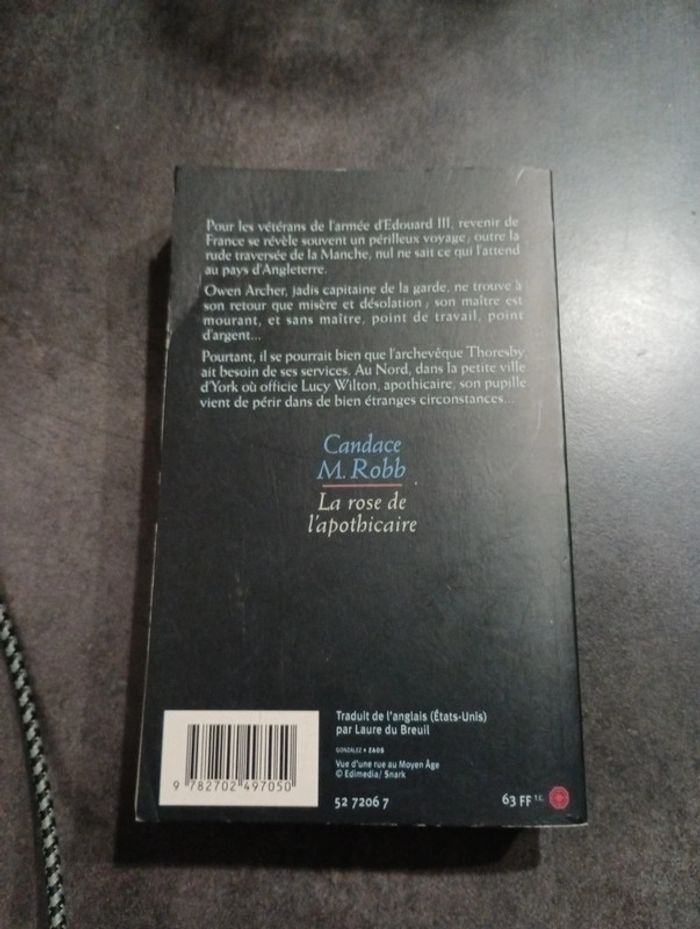 Pour les vétérans de l'armée d'Edouard III, revenir de
France se révèle souvent un périlleux voyage ; outre la
rude traversée de la Manche, nul ne sait ce qui l'attend
au pays d'Angleterre.
Owen Archer, jadis capitaine de la garde, ne trouve à
son retour que misère et désolation ; son maître est
mourant, et sans maître, point de travail, point
d'argent...
Pourtant, il se pourrait bien que l'archevêque Thoresby
ait besoin de ses services. Au Nord, dans la petite ville
d'York où officie Lucy Wilton, apothicaire, son pupille
vient de périr dans de bien étranges circonstances...
Candace
M. Robb
La rose de
l'apothicaire
Traduit de l'anglais (États-Unis)
par Laure du Breuil
GONZALEZ • ZAOS
Vue d'une rue au Moyen Âge
© Edimedia/ Snark
9 782702 497050
52 7206 7
63 FF T.C.